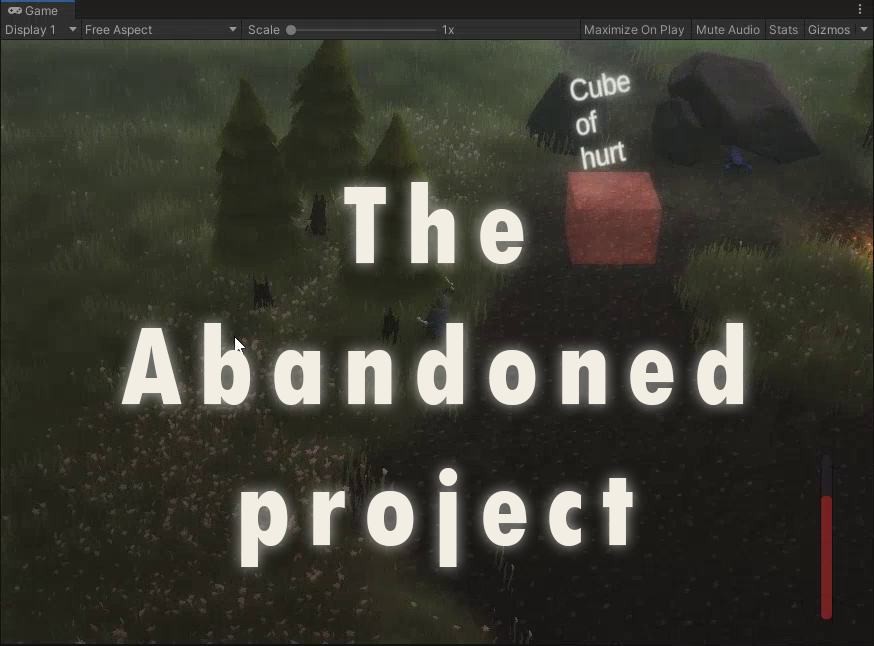 Game
Display 1 Free Aspect Scale 1x Maximize On Play Mute Audio Stats Gizmos
Cube
of
hurt
The
Abandoned
project